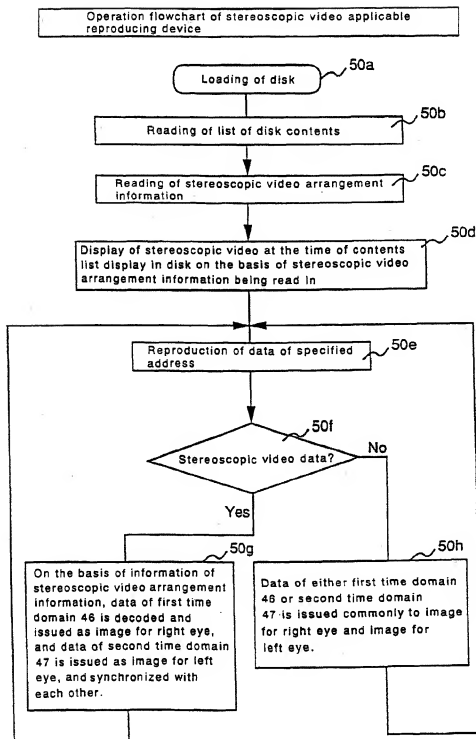 Operation flowchart of stereoscopic video applicable
reproducing device
50a
Loading of disk
50b
Reading of list of disk contents
50c
Reading of stereoscopic video arrangement
information
50d
Display of stereoscopic video at the time of contents
list display in disk on the basis of stereoscopic video
arrangement information being read in
50e
Reproduction of data of specified
address
50f
Stereoscopic video data?
No
Yes
50g
On the basis of information of
stereoscopic video arrangement
information, data of first time
domain 46 is decoded and
issued as image for right eye,
and data of second time domain
47 is issued as image for left
eye, and synchronized with
each other.
50h
Data of either first time domain
46 or second time domain
47 is issued commonly to image
for right eye and image for
left eye.